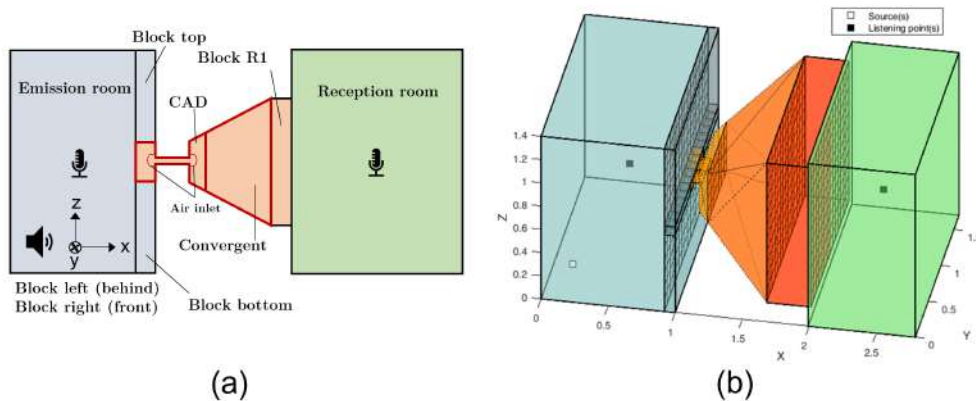 Block top
Block R1
Emission room
CAD
Reception room
z
x
y
Air inlet
Convergent
Block left (behind)
Block right (front)
Block bottom
(a)
Source(s)
Listening point(s)
1.4
1.2
1
0.8
0.6
0.4
0.2
0
Z
0
0.5
1
1.5
2
2.5
X
0
0.5
1
1.
Y
(b)